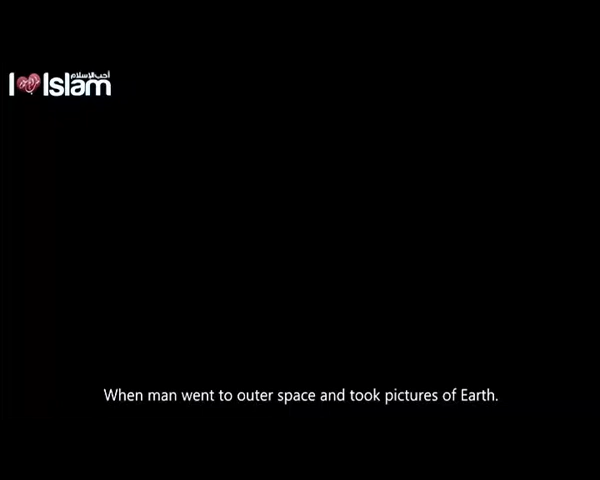 أحب الإسلام
I Islam
When man went to outer space and took pictures of Earth.